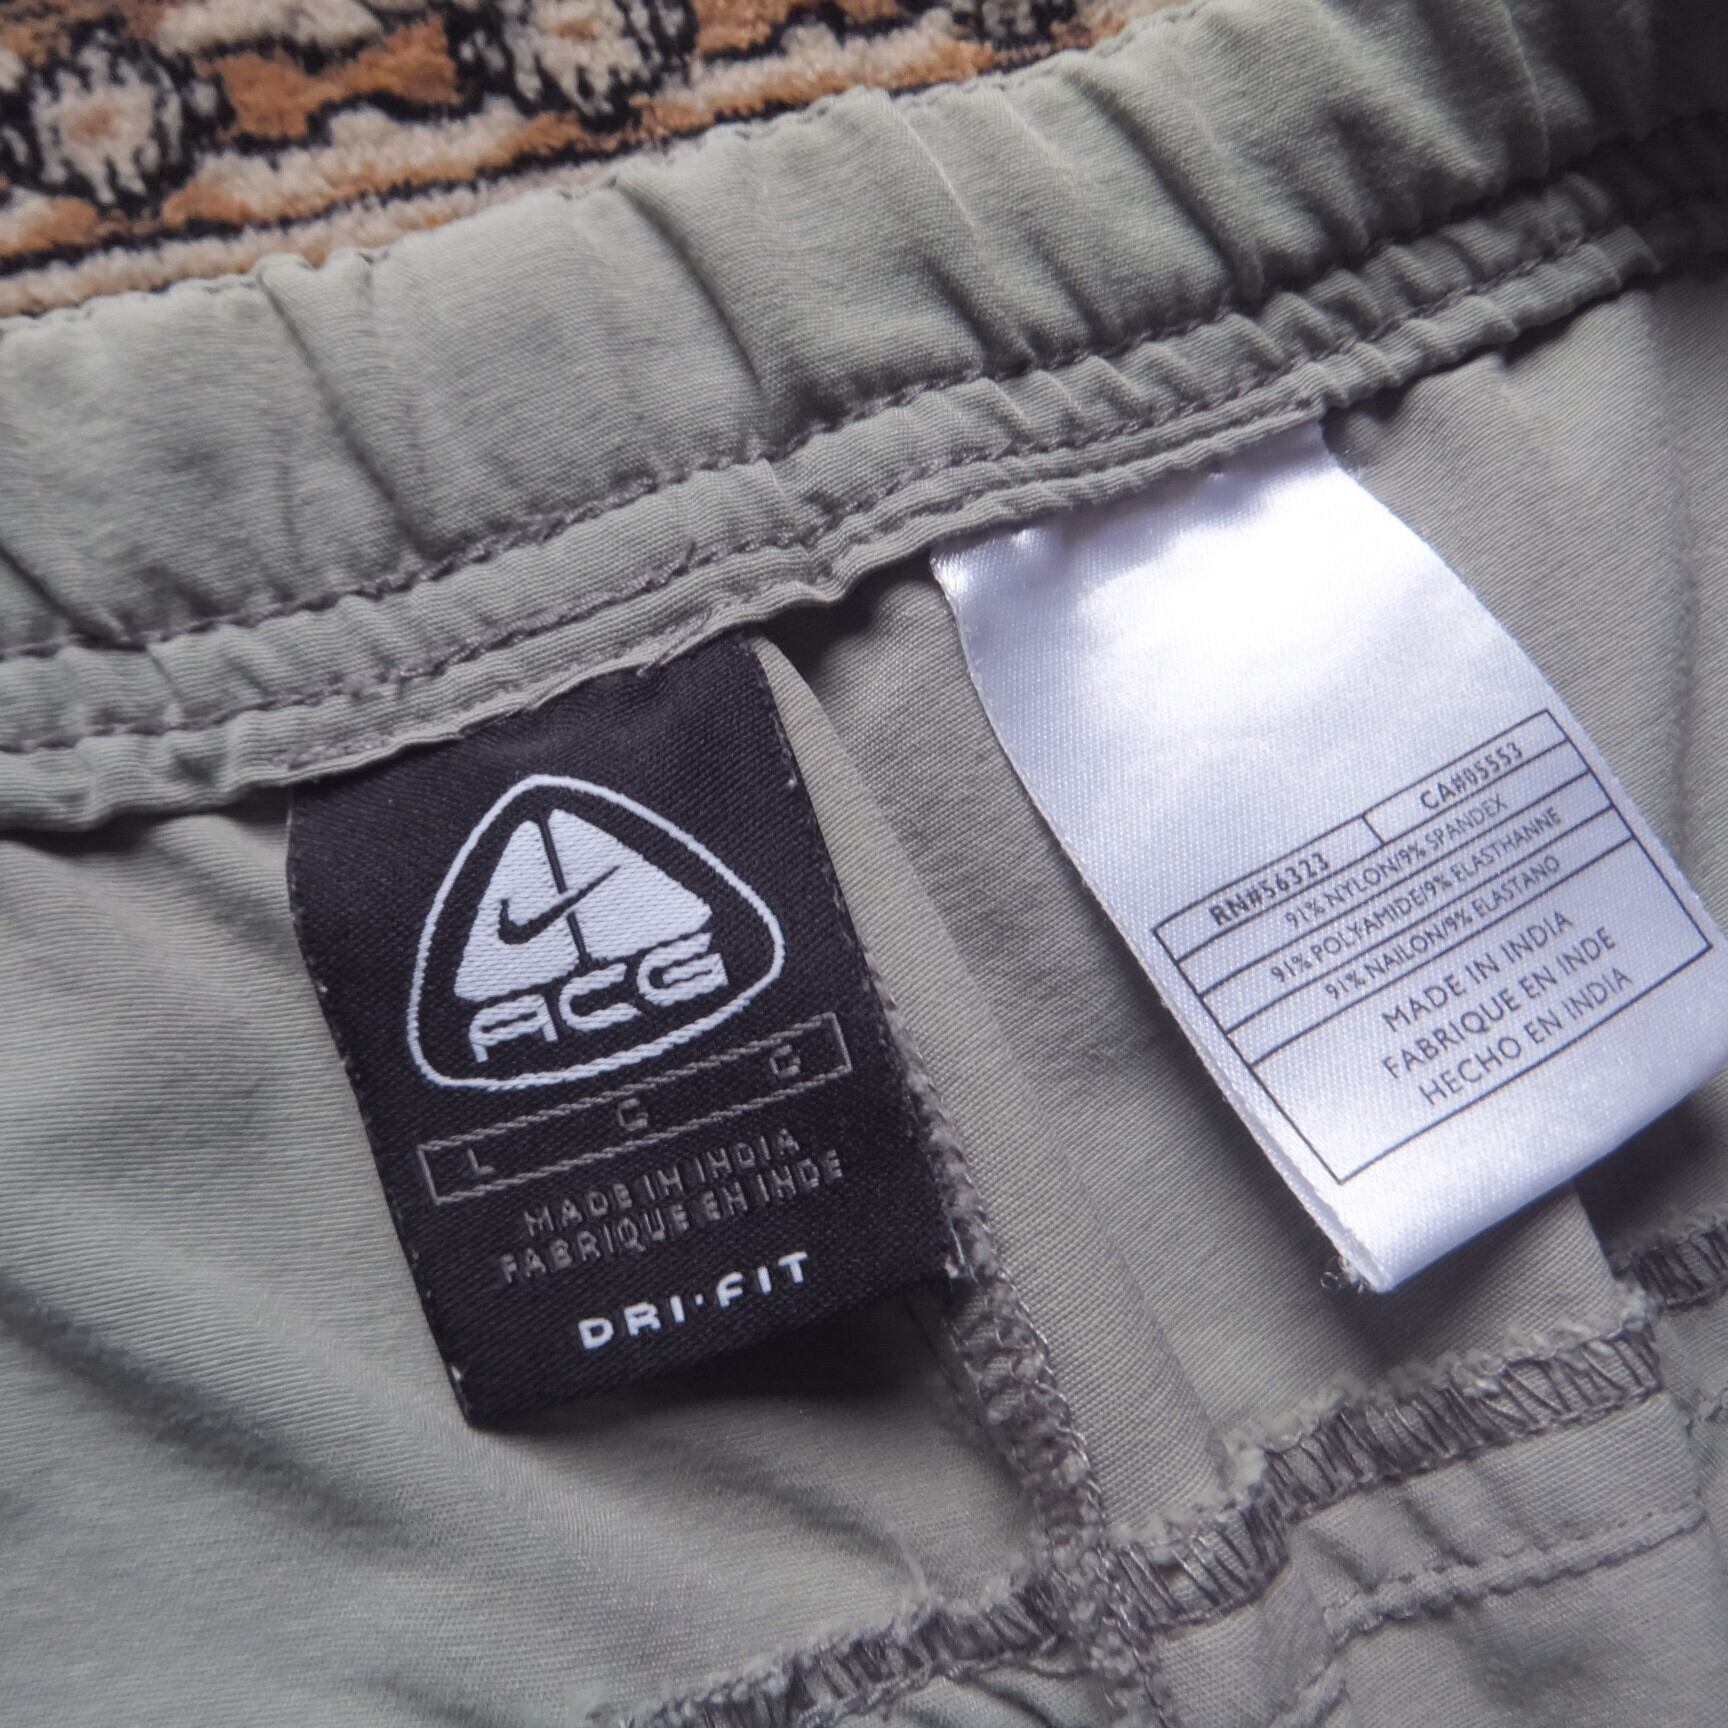 ACG
L G G
MADE IN INDIA
FABRIQUE EN INDE
DRI·FIT
RN#56323 CA#05553
91% NYLON/9% SPANDEX
91% POLYAMIDE/9% ELASTHANNE
91% NAILON/9% ELASTANO
MADE IN INDIA
FABRIQUE EN INDE
HECHO EN INDIA